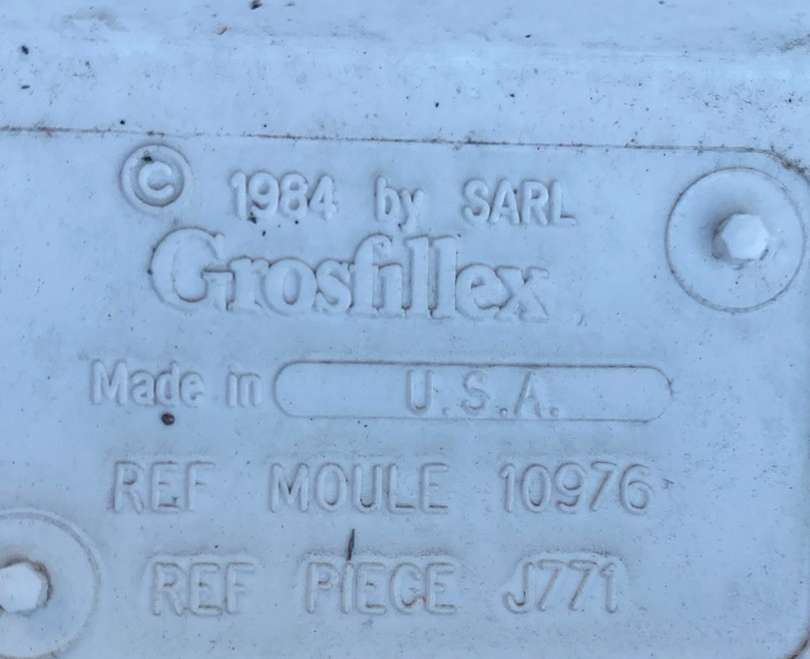 © 1984 by SARL
Grosfillex
Made in U.S.A.
REF MOULE 10976
REF PIECE J771